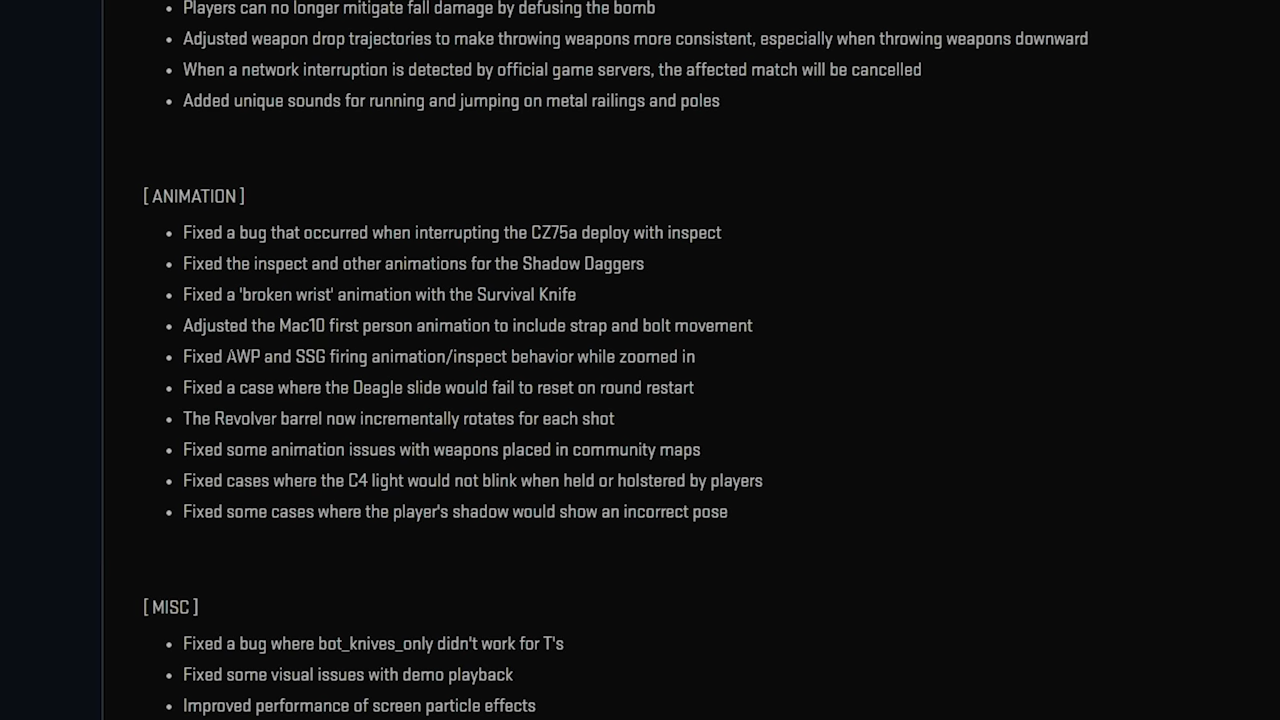 • Players can no longer mitigate fall damage by defusing the bomb
• Adjusted weapon drop trajectories to make throwing weapons more consistent, especially when throwing weapons downward
• When a network interruption is detected by official game servers, the affected match will be cancelled
• Added unique sounds for running and jumping on metal railings and poles
[ ANIMATION ]
• Fixed a bug that occurred when interrupting the CZ75a deploy with inspect
• Fixed the inspect and other animations for the Shadow Daggers
• Fixed a 'broken wrist' animation with the Survival Knife
• Adjusted the Mac10 first person animation to include strap and bolt movement
• Fixed AWP and SSG firing animation/inspect behavior while zoomed in
• Fixed a case where the Deagle slide would fail to reset on round restart
• The Revolver barrel now incrementally rotates for each shot
• Fixed some animation issues with weapons placed in community maps
• Fixed cases where the C4 light would not blink when held or holstered by players
• Fixed some cases where the player's shadow would show an incorrect pose
[ MISC ]
• Fixed a bug where bot_knives_only didn't work for T's
• Fixed some visual issues with demo playback
• Improved performance of screen particle effects